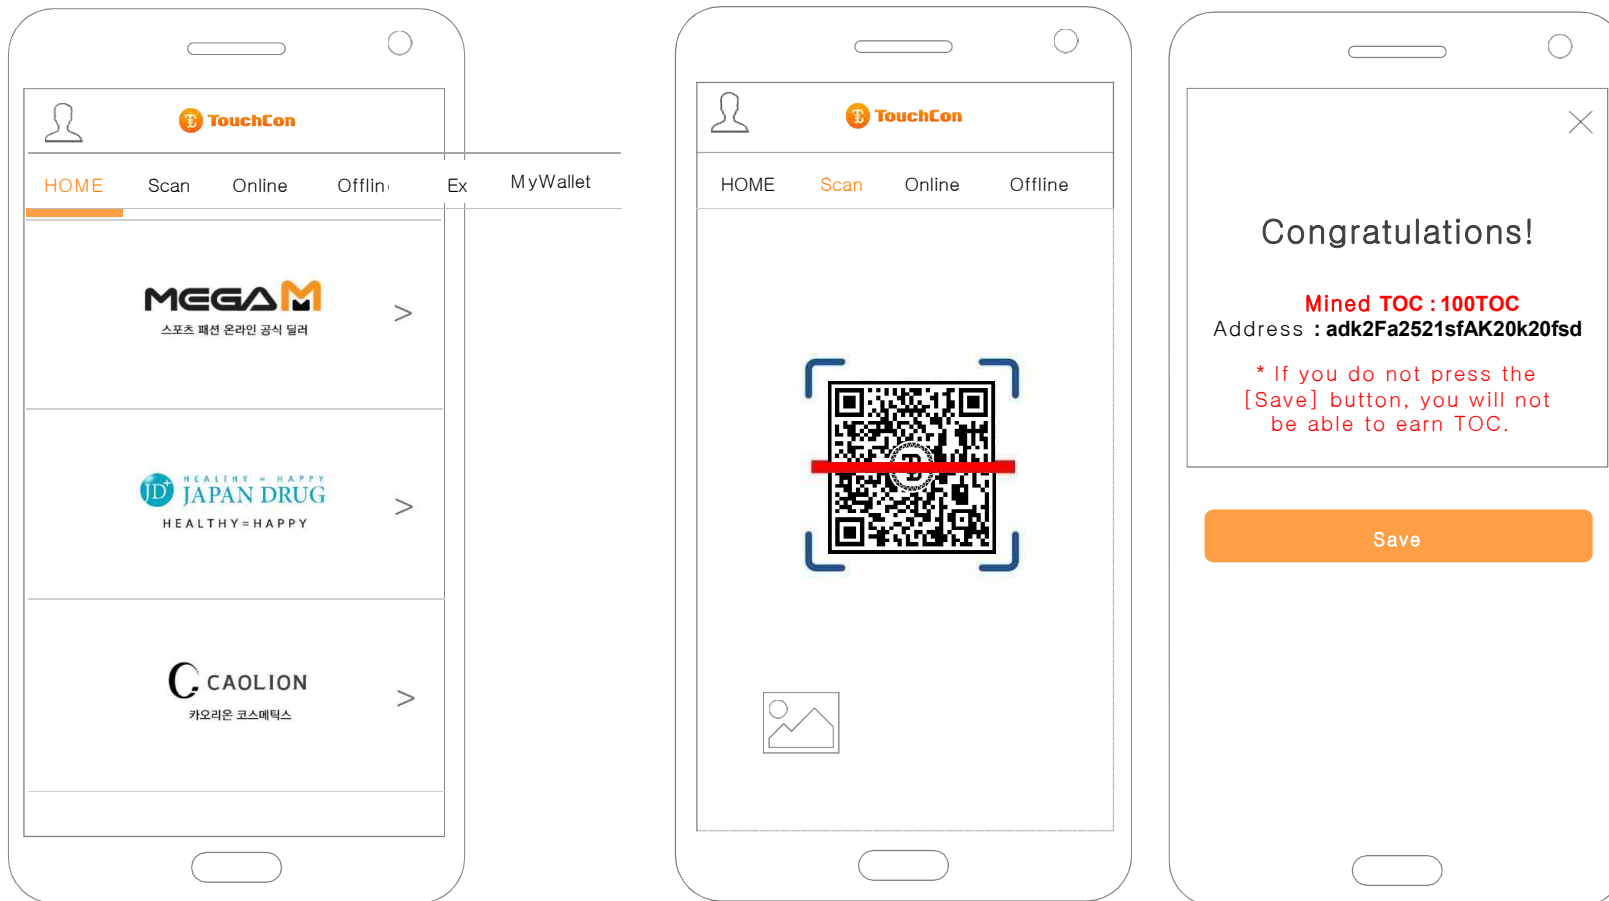 TouchCon
HOME Scan Online Offlin Ex MyWallet
MEGA M
스포츠 패션 온라인 공식 딜러
>
JD+
HEALTHY = HAPPY
JAPAN DRUG
HEALTHY=HAPPY
>
CAOLION
카오리온 코스메틱스
>
TouchCon
HOME Scan Online Offline
Congratulations!
Mined TOC : 100TOC
Address : adk2Fa2521sfAK20k20fsd
* If you do not press the
[Save] button, you will not
be able to earn TOC.
Save